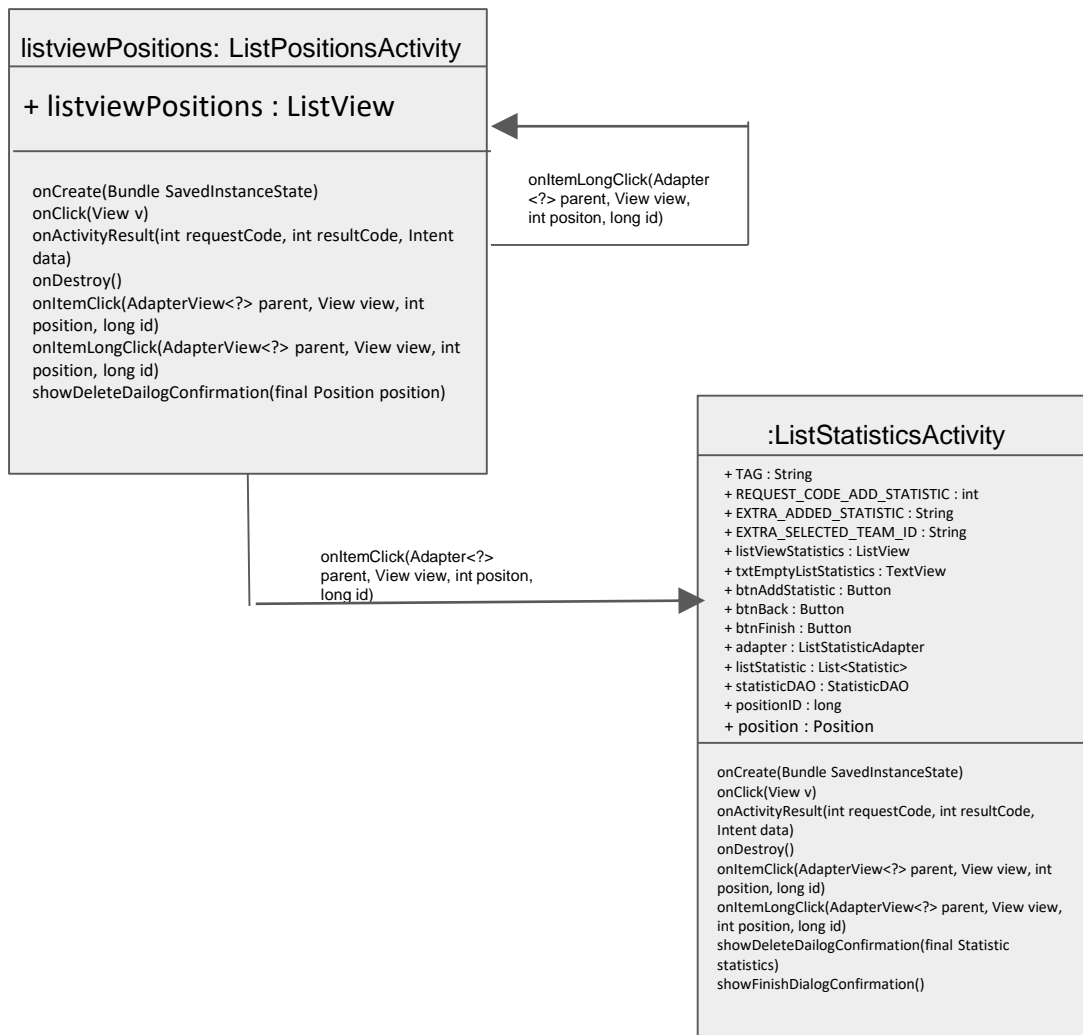 listviewPositions: ListPositionsActivity
+ listviewPositions : ListView
onCreate(Bundle SavedInstanceState)
onClick(View v)
onActivityResult(int requestCode, int resultCode, Intent
data)
onDestroy()
onItemClick(AdapterView<?> parent, View view, int
position, long id)
onItemLongClick(AdapterView<?> parent, View view, int
position, long id)
showDeleteDailogConfirmation(final Position position)
onItemLongClick(Adapter
<?> parent, View view,
int positon, long id)
onItemClick(Adapter<?>
parent, View view, int positon,
long id)
:ListStatisticsActivity
+ TAG : String
+ REQUEST_CODE_ADD_STATISTIC : int
+ EXTRA_ADDED_STATISTIC : String
+ EXTRA_SELECTED_TEAM_ID : String
+ listViewStatistics : ListView
+ txtEmptyListStatistics : TextView
+ btnAddStatistic : Button
+ btnBack : Button
+ btnFinish : Button
+ adapter : ListStatisticAdapter
+ listStatistic : List<Statistic>
+ statisticDAO : StatisticDAO
+ positionID : long
+ position : Position
onCreate(Bundle SavedInstanceState)
onClick(View v)
onActivityResult(int requestCode, int resultCode,
Intent data)
onDestroy()
onItemClick(AdapterView<?> parent, View view, int
position, long id)
onItemLongClick(AdapterView<?> parent, View view,
int position, long id)
showDeleteDailogConfirmation(final Statistic
statistics)
showFinishDialogConfirmation()